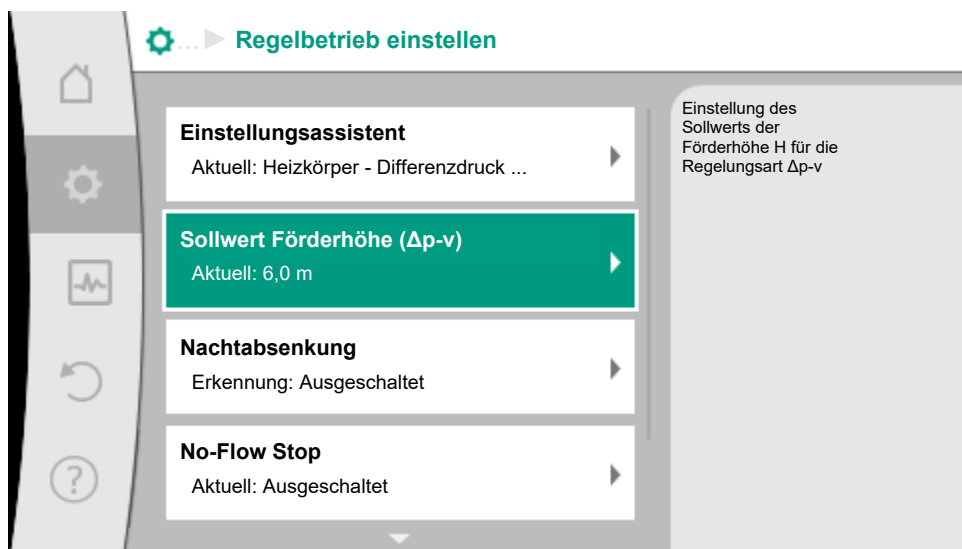 ... Regelbetrieb einstellen
Einstellungsassistent
Aktuell: Heizkörper - Differenzdruck ...
Sollwert Förderhöhe (Δp-v)
Aktuell: 6,0 m
Nachtabsenkung
Erkennung: Ausgeschaltet
No-Flow Stop
Aktuell: Ausgeschaltet
Einstellung des
Sollwerts der
Förderhöhe H für die
Regelungsart Δp-v
?